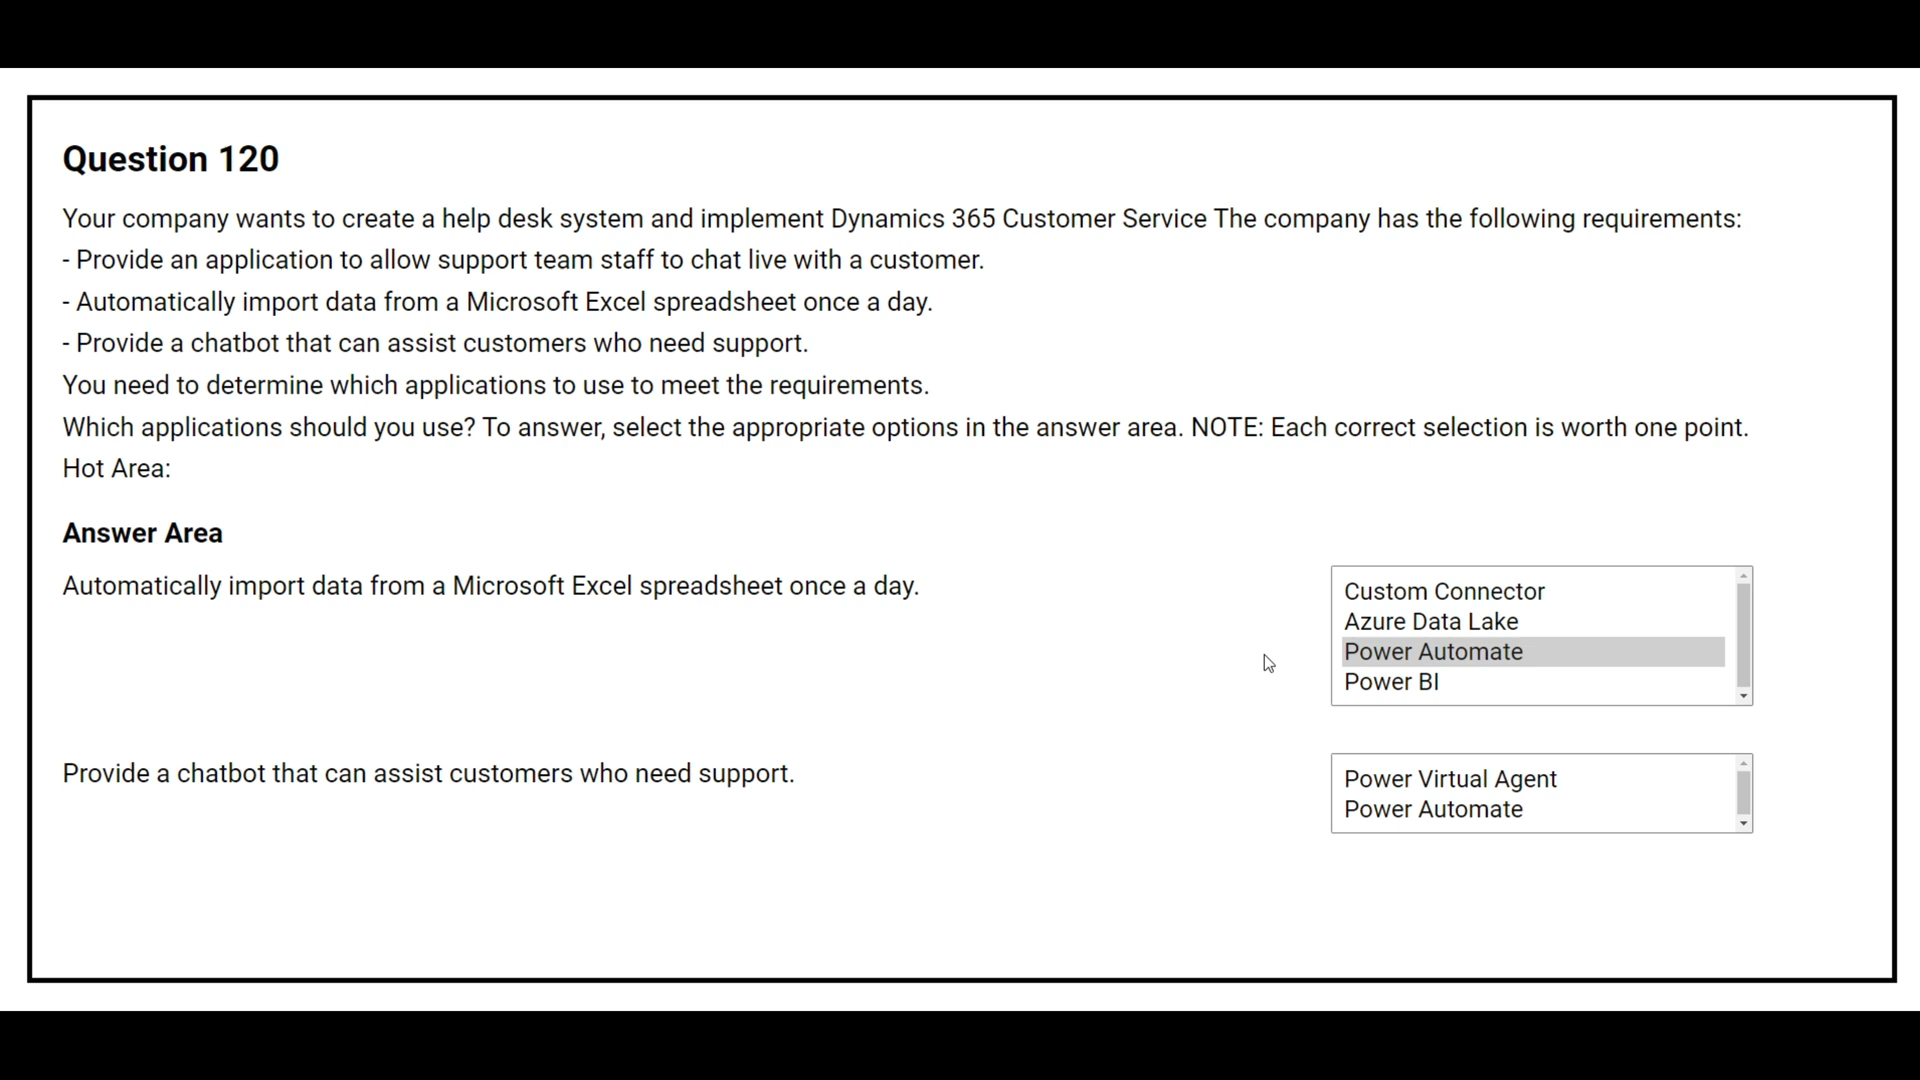 Question 120
Your company wants to create a help desk system and implement Dynamics 365 Customer Service The company has the following requirements:
- Provide an application to allow support team staff to chat live with a customer.
- Automatically import data from a Microsoft Excel spreadsheet once a day.
- Provide a chatbot that can assist customers who need support.
You need to determine which applications to use to meet the requirements.
Which applications should you use? To answer, select the appropriate options in the answer area. NOTE: Each correct selection is worth one point.
Hot Area:
Answer Area
Automatically import data from a Microsoft Excel spreadsheet once a day.
Custom Connector
Azure Data Lake
Power Automate
Power BI
Provide a chatbot that can assist customers who need support.
Power Virtual Agent
Power Automate